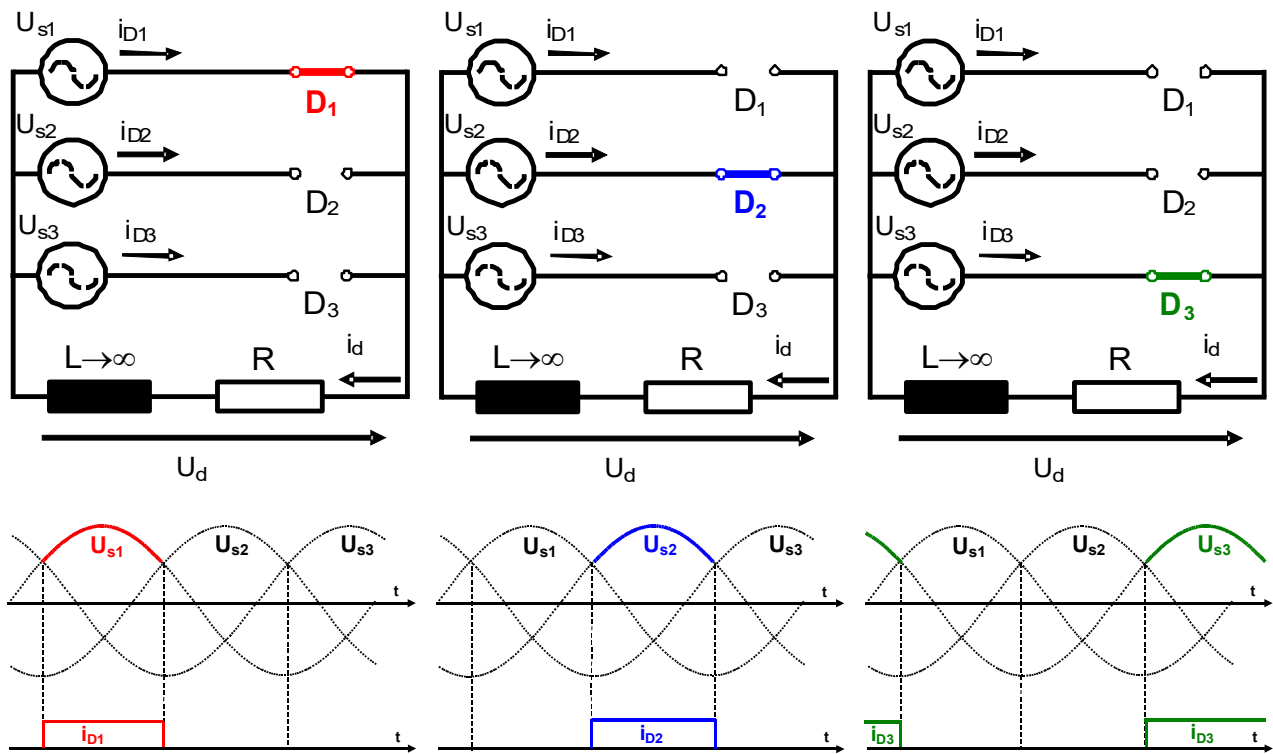 Us1
iD1
D1
Us2
iD2
D2
Us3
iD3
D3
L→∞
R
id
Ud
Us1
iD1
D1
Us2
iD2
D2
Us3
iD3
D3
L→∞
R
id
Ud
Us1
iD1
D1
Us2
iD2
D2
Us3
iD3
D3
L→∞
R
id
Ud
Us1 Us2 Us3
t
iD1
t
Us1 Us2 Us3
t
iD2
t
Us1 Us2 Us3
t
iD3 iD3
t